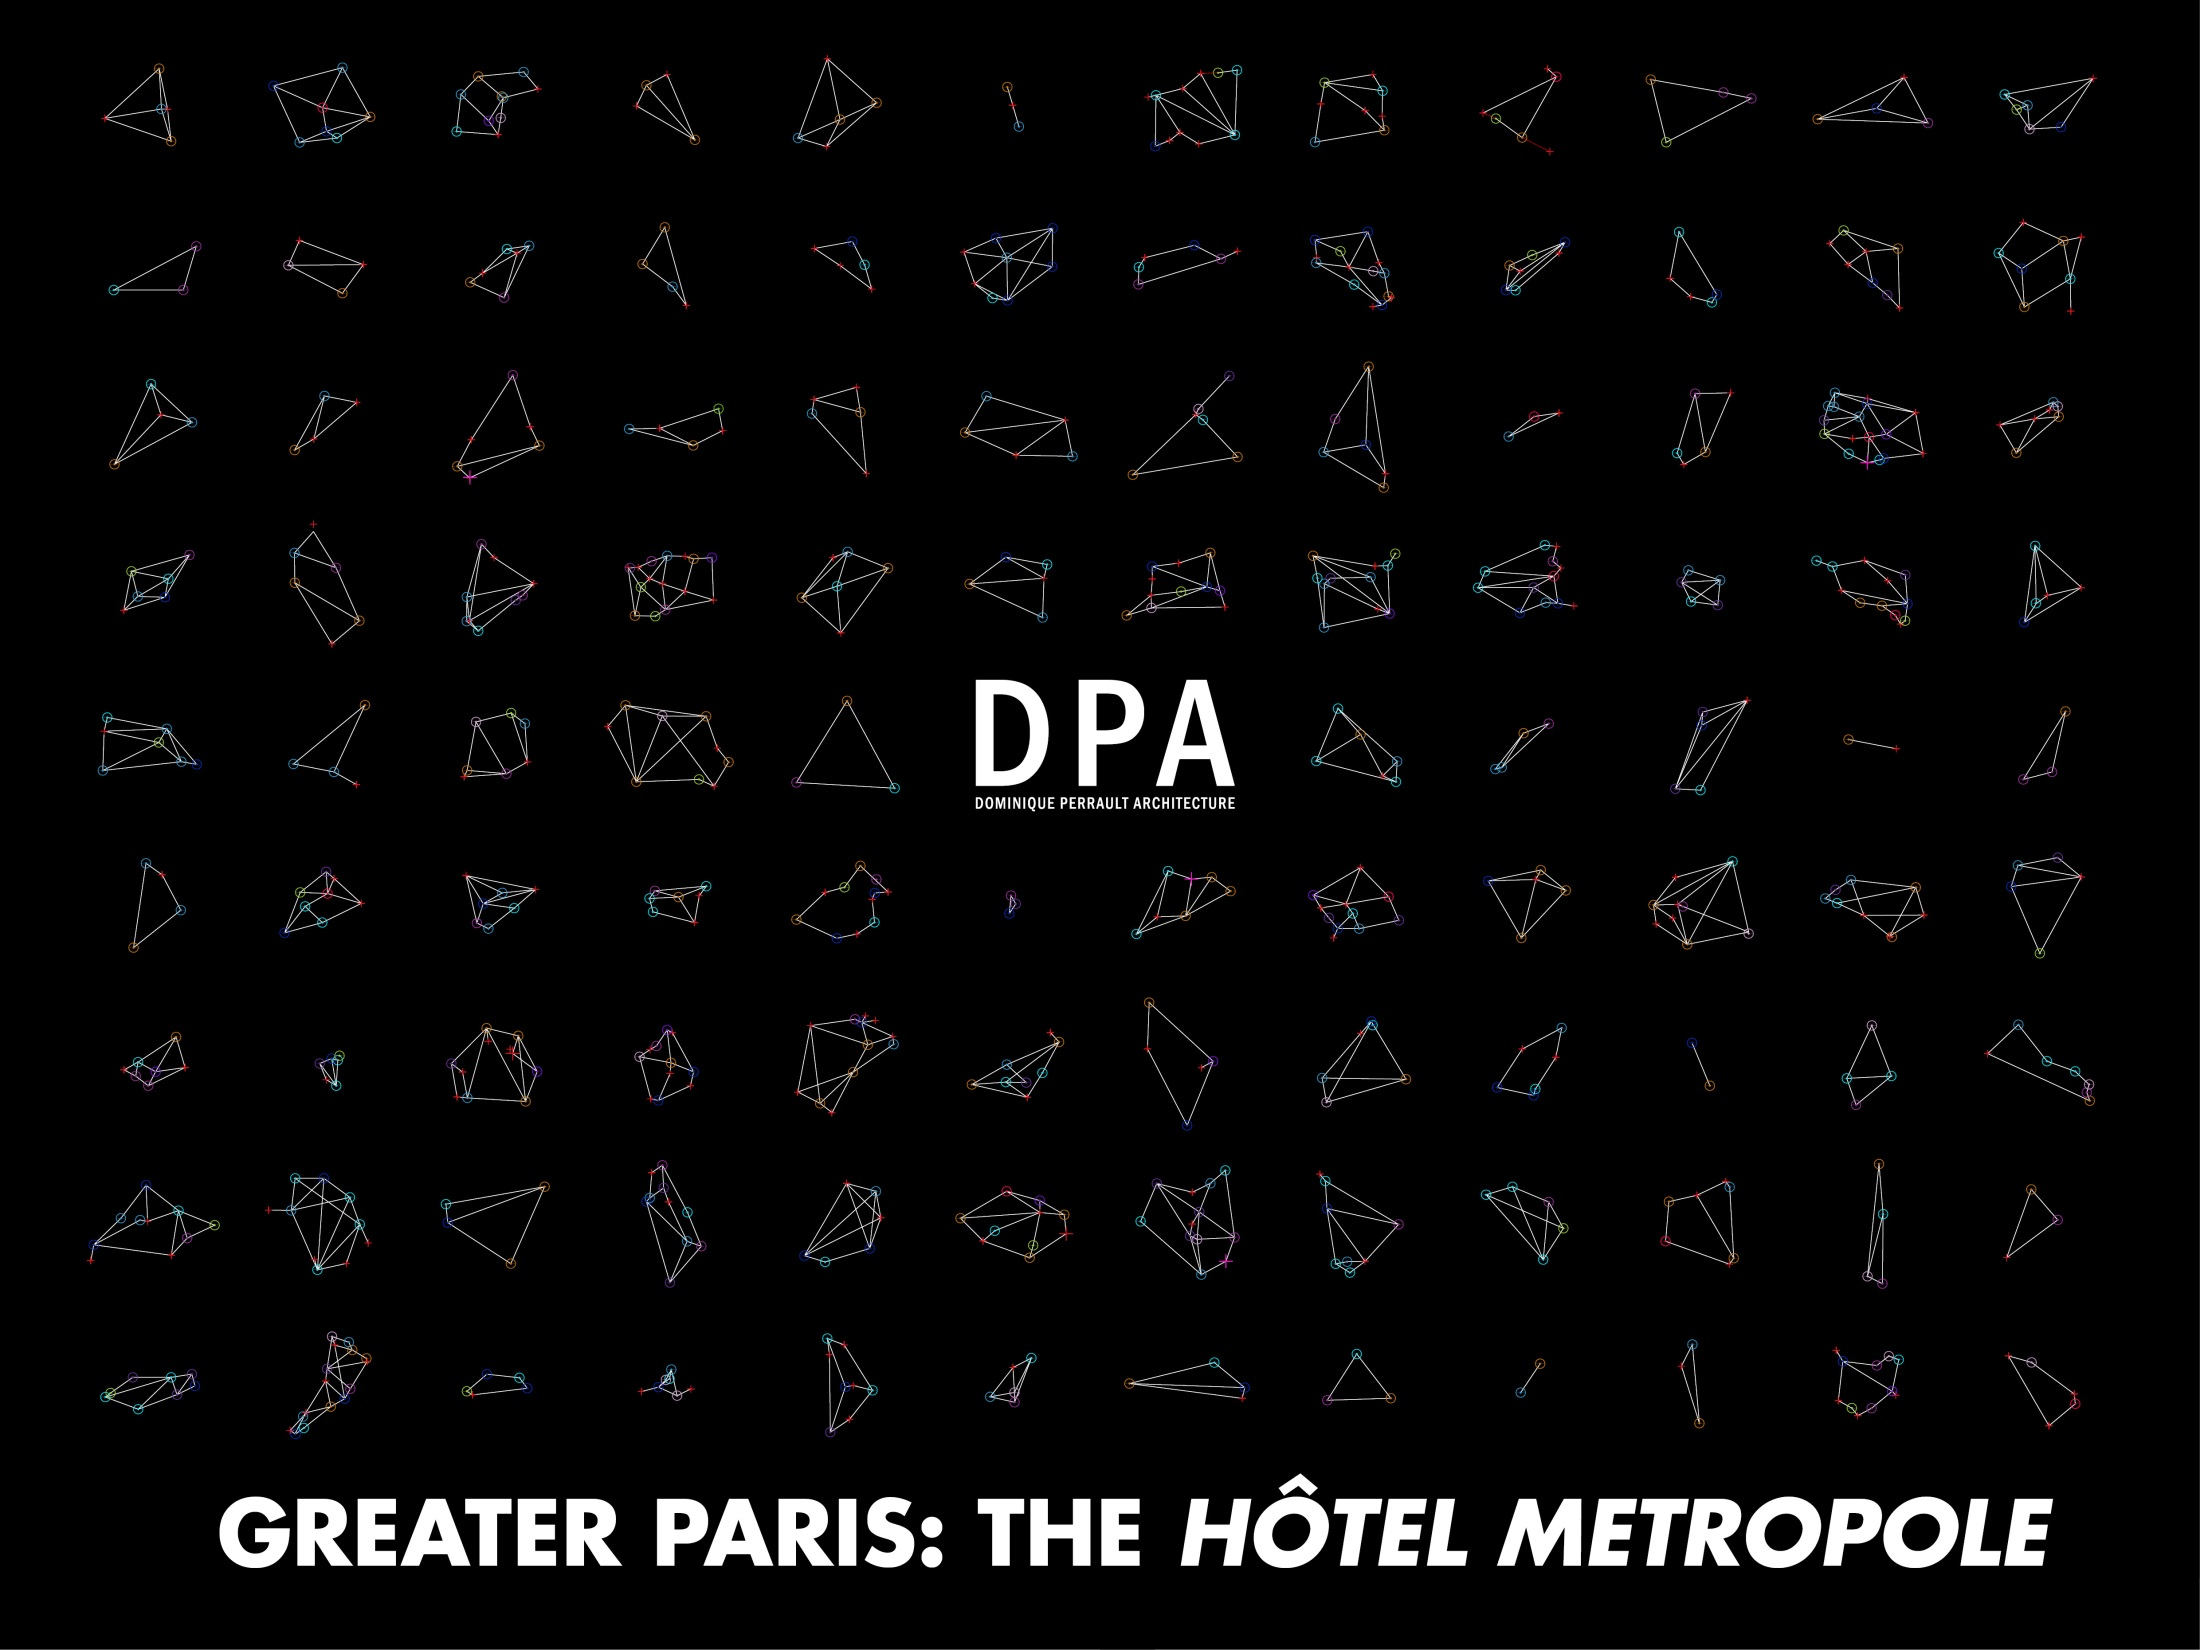 DPA
DOMINIQUE PERRAULT ARCHITECTURE
GREATER PARIS: THE HÔTEL METROPOLE